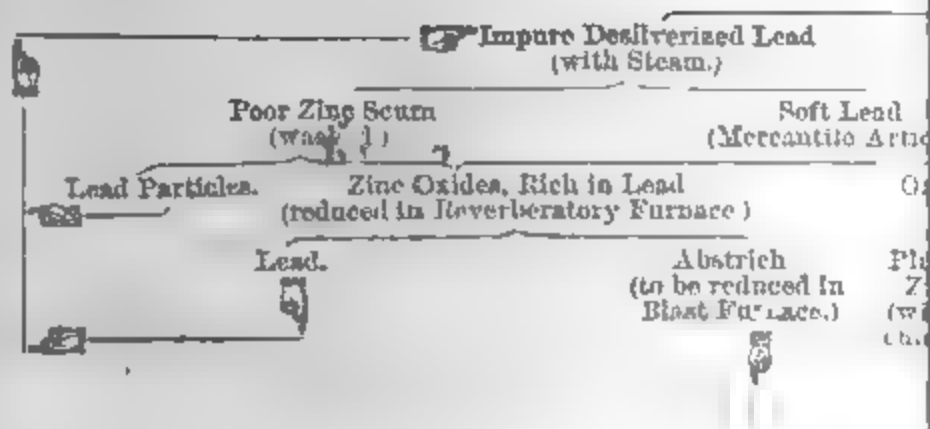 Impure Desilverized Lead
(with Steam.)
Poor Zinc Scum
Soft Lead
(Mercantile
Lead Particles.
Zinc Oxides, Rich in Lead
(reduced in Reverberatory Furnace)
Lead.
Abstrich
(to be reduced in
Blast Furnace.)